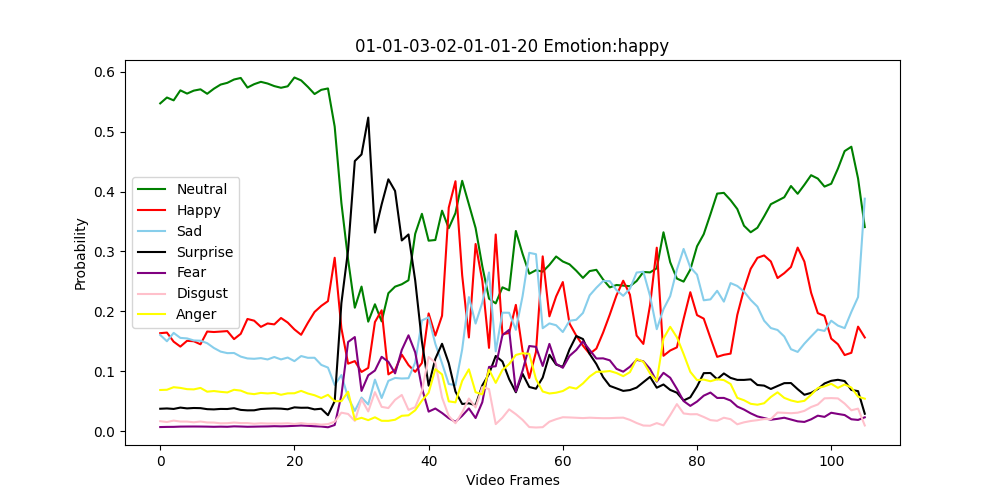 01-01-03-02-01-01-20 Emotion:happy
Probability
0.6
0.5
0.4
0.3
0.2
0.1
0.0
Neutral
Happy
Sad
Surprise
Fear
Disgust
Anger
0 20 40 60 80 100
Video Frames